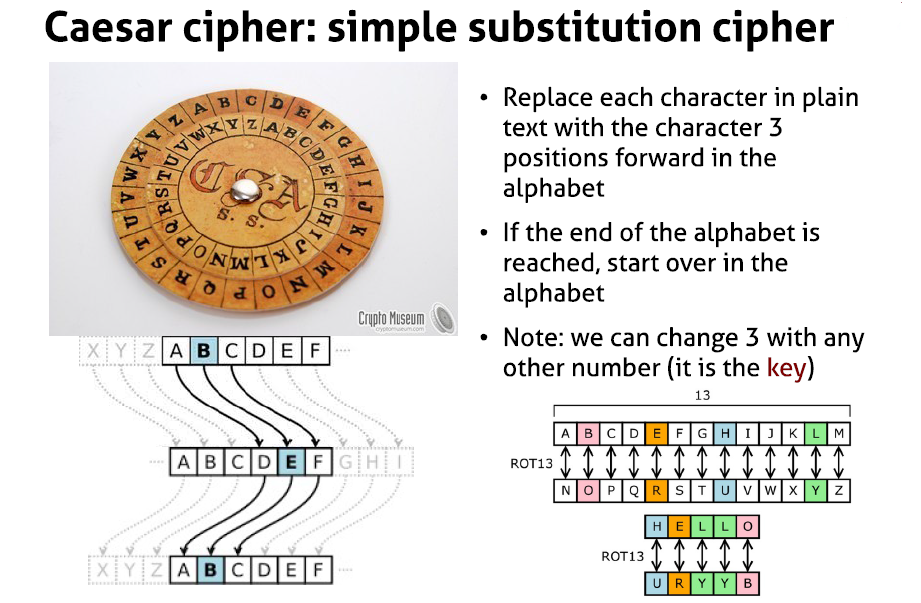 Caesar cipher: simple substitution cipher
A B C D E F G H I J K L M N O P Q R S T U V W X Y Z
A B C D E F G H I J K L M N O P Q R S T U V W X Y Z
C S A
S. S.
Crypto Museum
cryptomuseum.com
X Y Z A B C D E F ....
.... A B C D E F G H I
X Y Z A B C D E F ....
• Replace each character in plain
text with the character 3
positions forward in the
alphabet
• If the end of the alphabet is
reached, start over in the
alphabet
• Note: we can change 3 with any
other number (it is the key)
13
A B C D E F G H I J K L M
ROT13
N O P Q R S T U V W X Y Z
H E L L O
ROT13
U R Y Y B